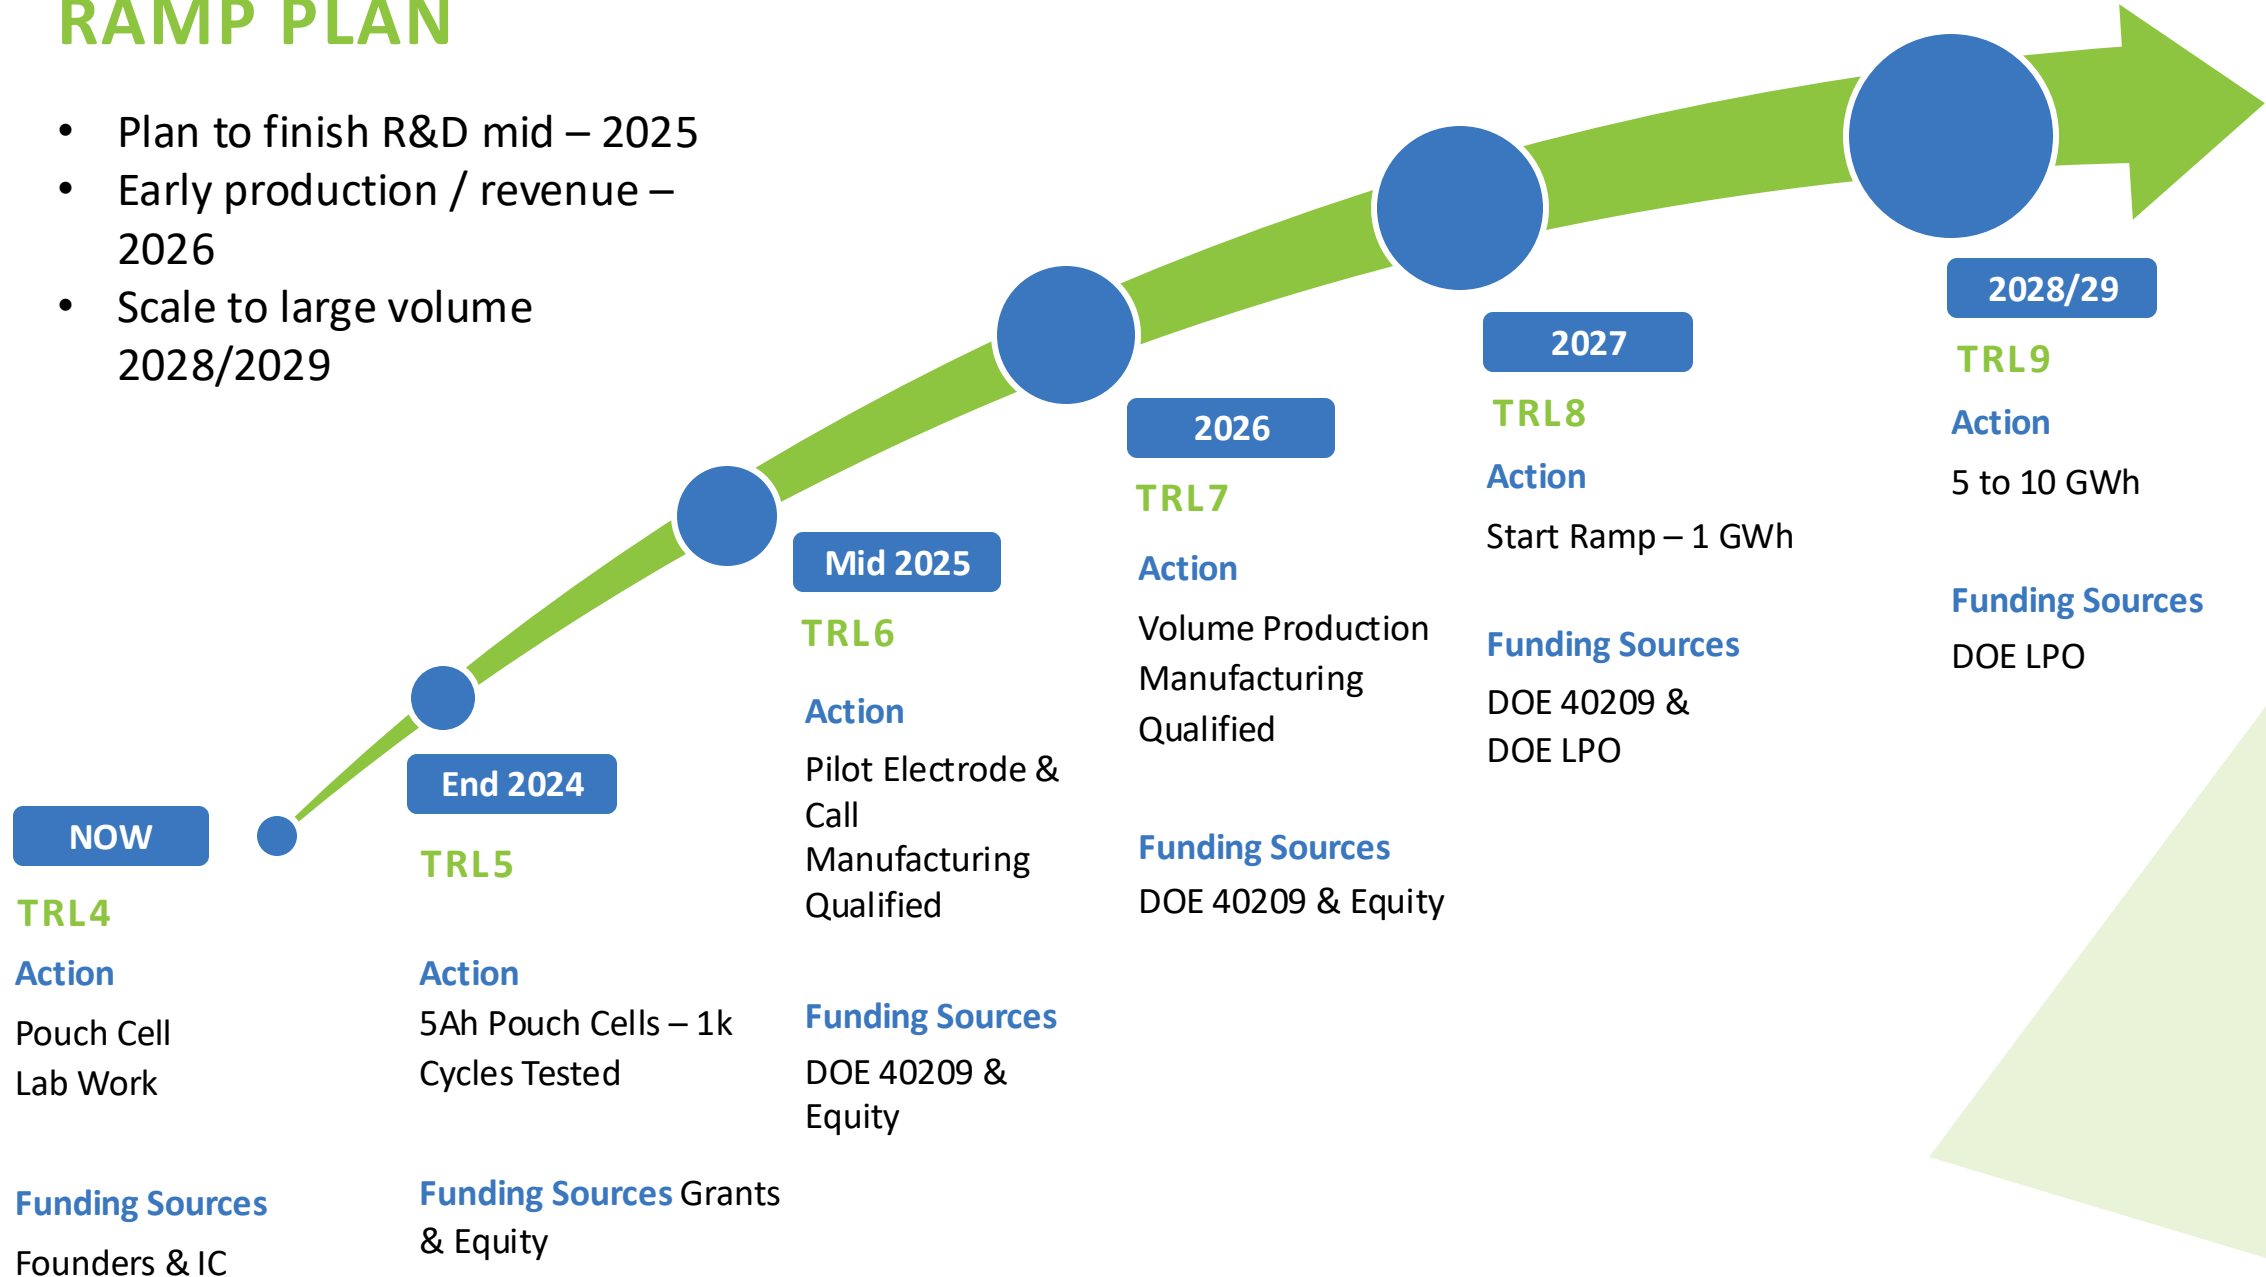 RAMP PLAN
• Plan to finish R&D mid – 2025
• Early production / revenue –
2026
• Scale to large volume
2028/2029
NOW
TRL4
Action
Pouch Cell
Lab Work
Funding Sources
Founders & IC
End 2024
TRL5
Action
5Ah Pouch Cells – 1k
Cycles Tested
Funding Sources Grants
& Equity
Mid 2025
TRL6
Action
Pilot Electrode &
Call
Manufacturing
Qualified
Funding Sources
DOE 40209 &
Equity
2026
TRL7
Action
Volume Production
Manufacturing
Qualified
Funding Sources
DOE 40209 & Equity
2027
TRL8
Action
Start Ramp – 1 GWh
Funding Sources
DOE 40209 &
DOE LPO
2028/29
TRL9
Action
5 to 10 GWh
Funding Sources
DOE LPO